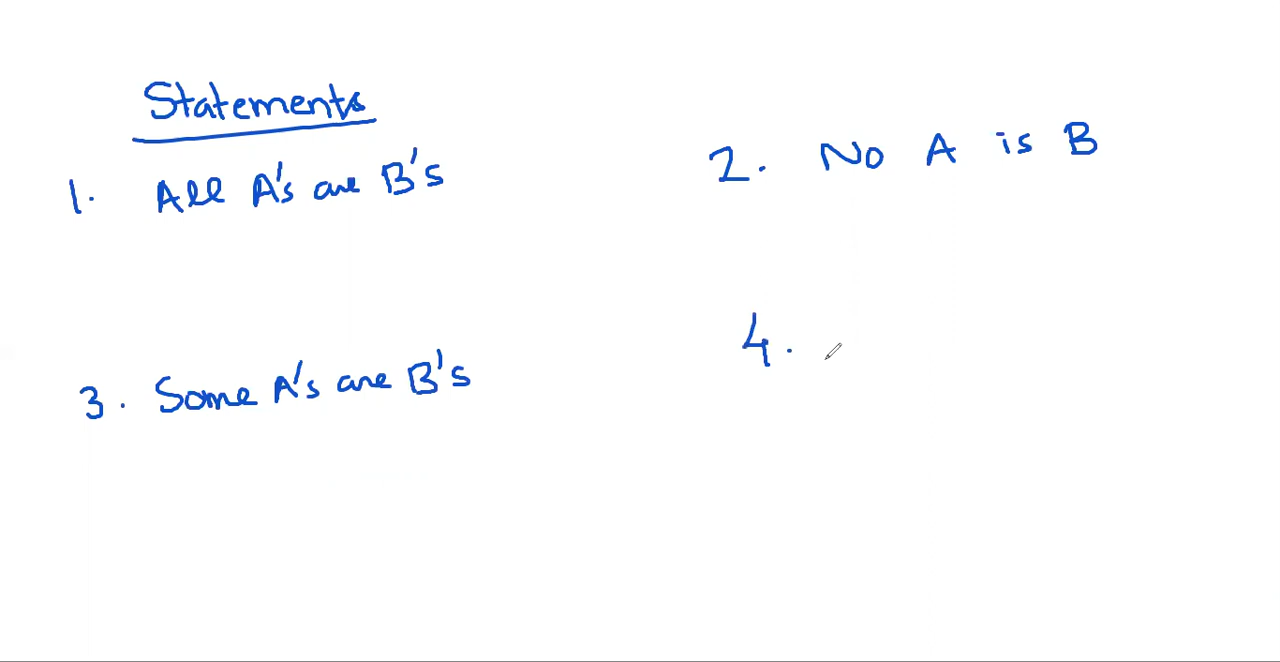 Statements
1. All A's are B's
2. No A is B
3. Some A's are B's
4.